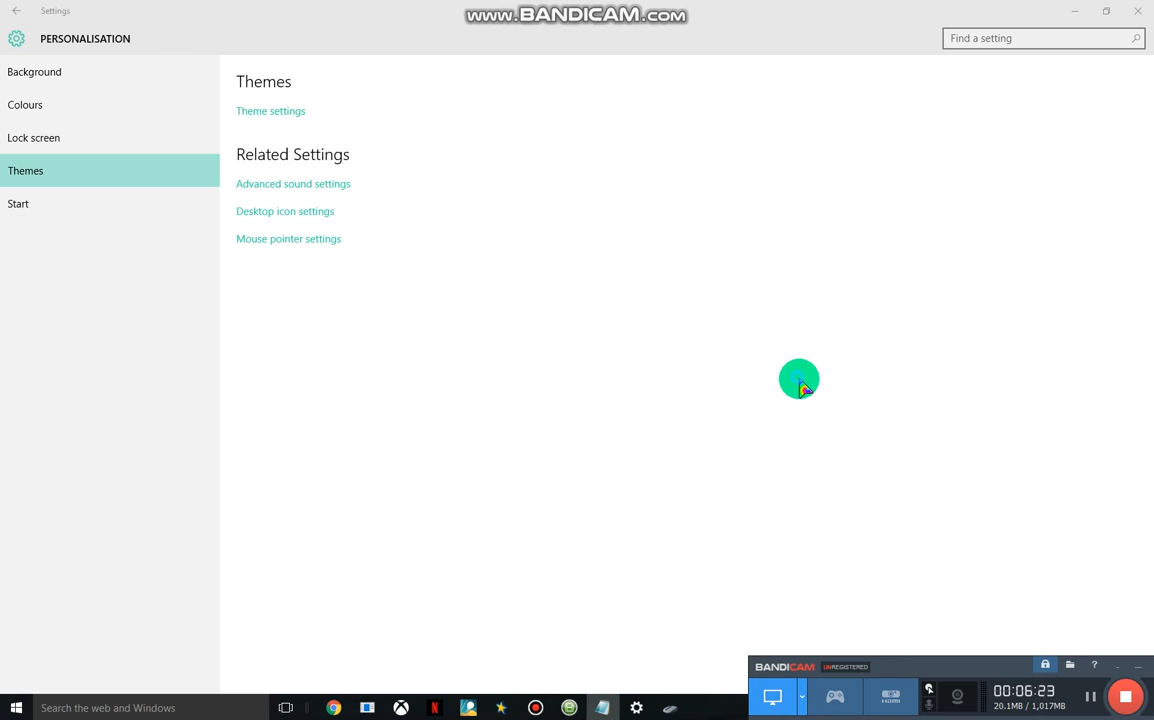 Settings
www.BANDICAM.com
PERSONALISATION
Find a setting
Background
Colours
Lock screen
Themes
Start
Themes
Theme settings
Related Settings
Advanced sound settings
Desktop icon settings
Mouse pointer settings
BANDICAM UNREGISTERED
?
00:06:23
20.1MB / 1,017MB
Search the web and Windows
N